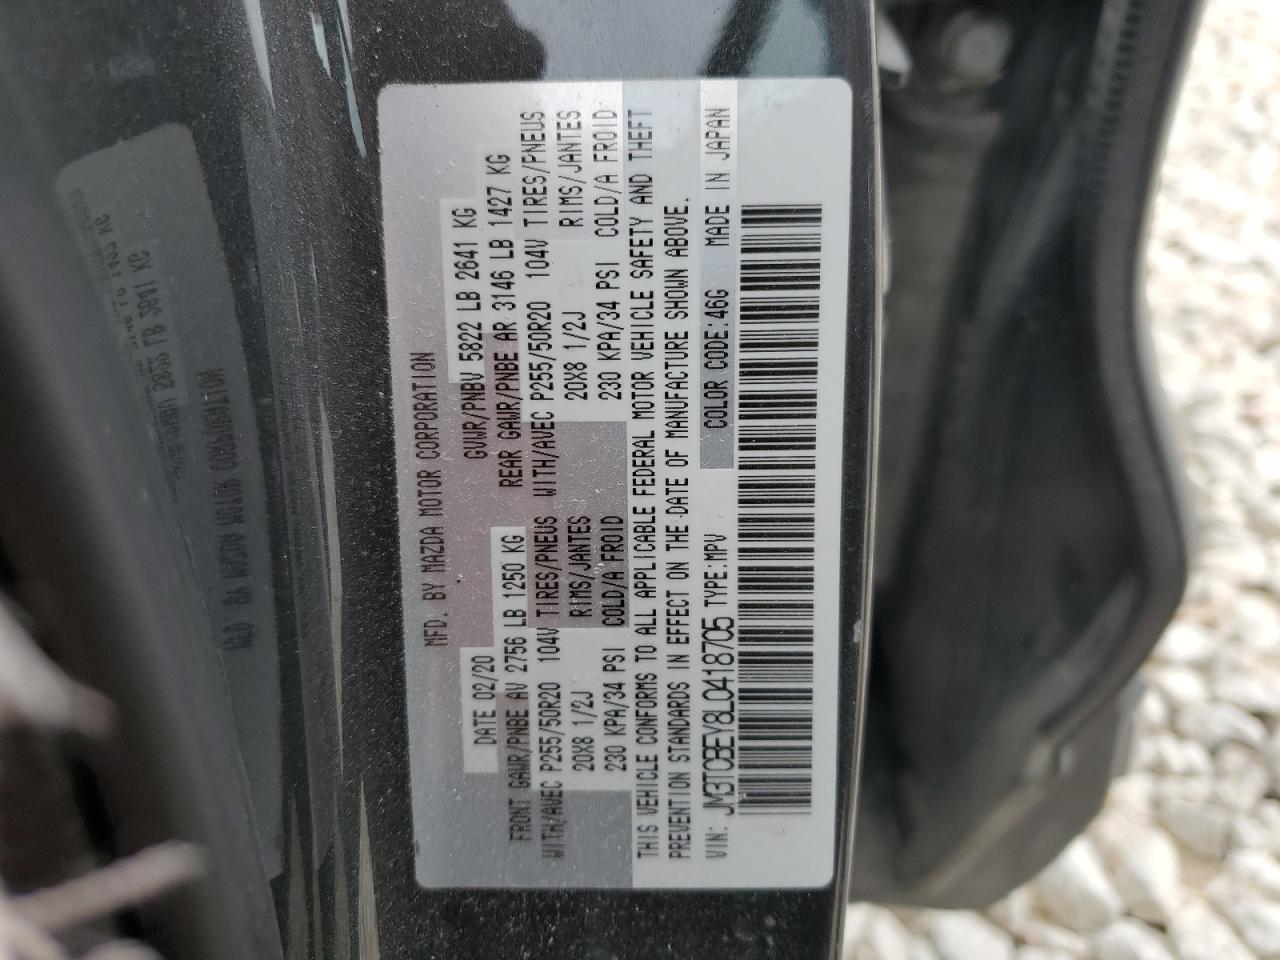 MFD. BY MAZDA MOTOR CORPORATION
DATE 02/20 GVWR/PNBV 5822 LB 2641 KG
FRONT GAWR/PNBE AV 2756 LB 1250 KG REAR GAWR/PNBE AR 3146 LB 1427 KG
WITH/AVEC P255/50R20 104V TIRES/PNEUS WITH/AVEC P255/50R20 104V TIRES/PNEUS
20X8 1/2J RIMS/JANTES 20X8 1/2J RIMS/JANTES
230 KPA/34 PSI COLD/A FROID 230 KPA/34 PSI COLD/A FROID
THIS VEHICLE CONFORMS TO ALL APPLICABLE FEDERAL MOTOR VEHICLE SAFETY AND THEFT
PREVENTION STANDARDS IN EFFECT ON THE DATE OF MANUFACTURE SHOWN ABOVE.
VIN: JM3TCBEY8L0418705 TYPE:MPV COLOR CODE:46G MADE IN JAPAN